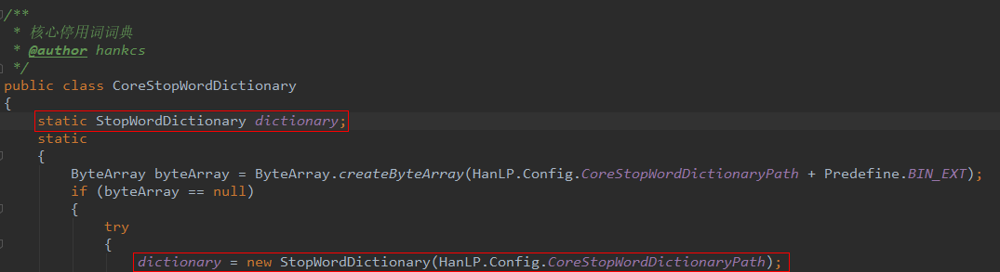 /**
 * 核心停用词词典
 * @author hankcs
 */
public class CoreStopWordDictionary
{
    static StopWordDictionary dictionary;
    static
    {
        ByteArray byteArray = ByteArray.createByteArray(HanLP.Config.CoreStopWordDictionaryPath + Predefine.BIN_EXT);
        if (byteArray == null)
        {
            try
            {
                dictionary = new StopWordDictionary(HanLP.Config.CoreStopWordDictionaryPath);